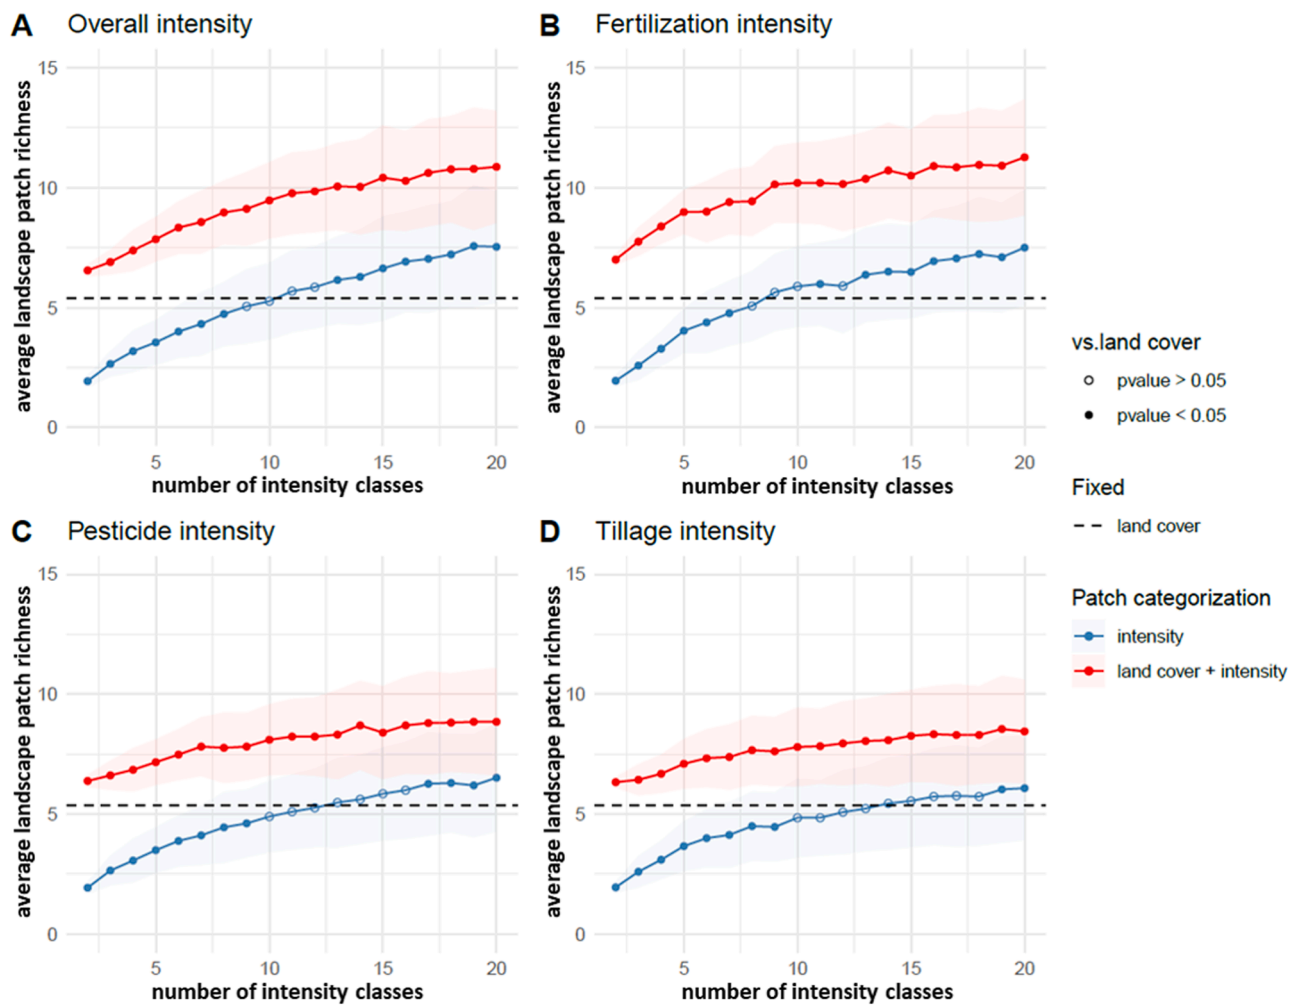 A Overall intensity
B Fertilization intensity
average landscape patch richness
15
10
5
0
5 10 15 20
number of intensity classes
average landscape patch richness
15
10
5
0
5 10 15 20
number of intensity classes
C Pesticide intensity
D Tillage intensity
average landscape patch richness
15
10
5
0
5 10 15 20
number of intensity classes
average landscape patch richness
15
10
5
0
5 10 15 20
number of intensity classes
vs.land cover
pvalue > 0.05
pvalue < 0.05
Fixed
land cover
Patch categorization
intensity
land cover + intensity